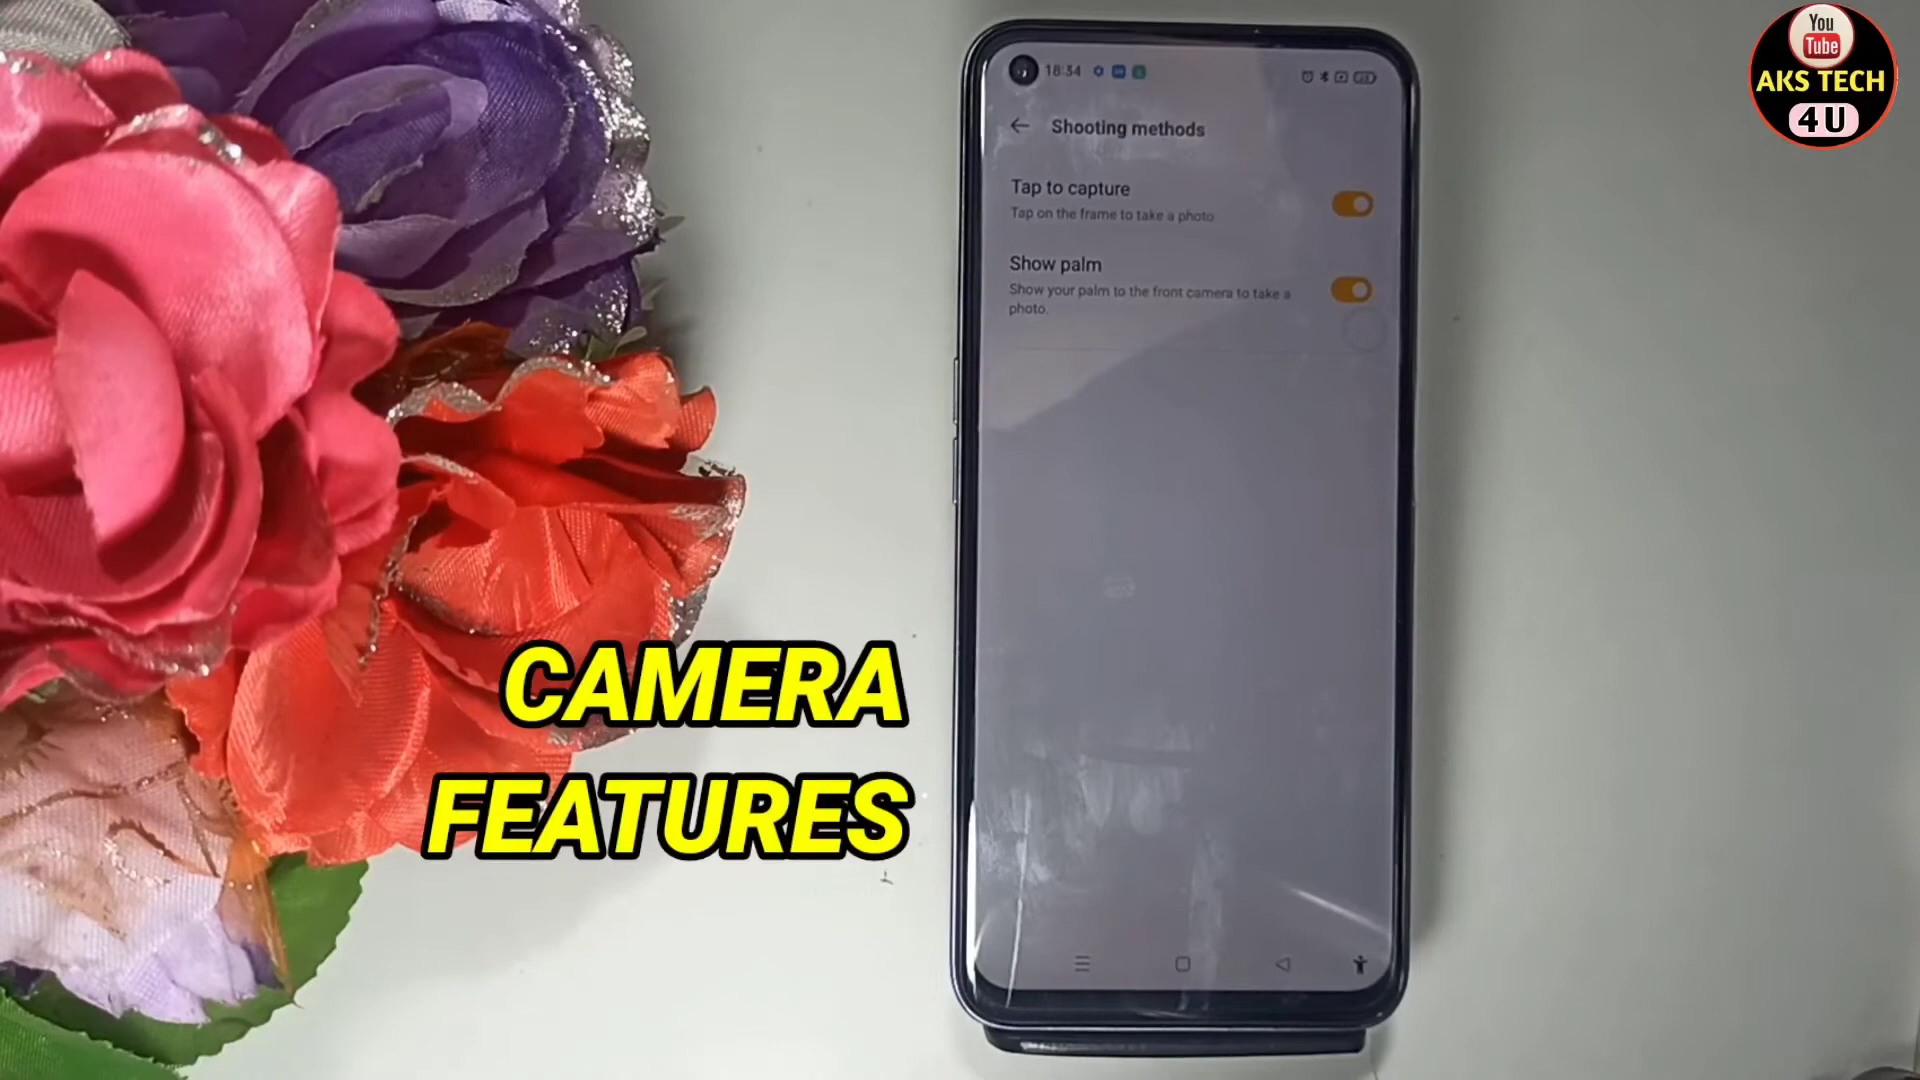 You
Tube
AKS TECH
4U
18:34
Shooting methods
Tap to capture
Tap on the frame to take a photo
Show palm
Show your palm to the front camera to take a
photo.
CAMERA
FEATURES